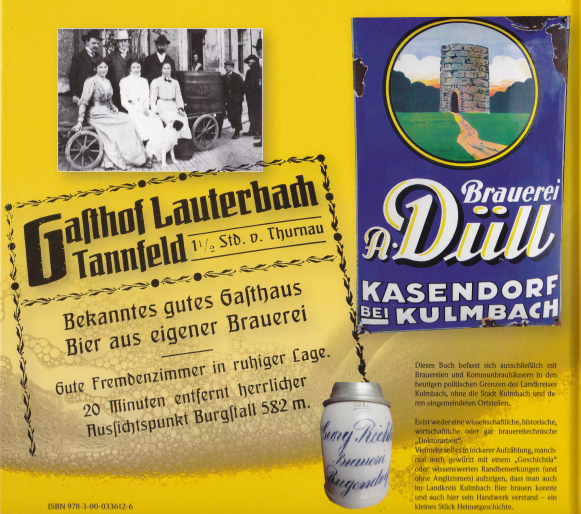 Gasthof Lauterbach
Tannfeld 1 1/2 Std. v. Thurnau
Bekanntes gutes Gasthaus
Bier aus eigener Brauerei
Gute Fremdenzimmer in ruhiger Lage.
20 Minuten entfernt herrlicher
Aussichtspunkt Burgstall 582 m.
Brauerei
A. Düll
KASENDORF
BEI KULMBACH
Georg
Brauerei
Dieses Buch befasst sich ausschließlich mit
Brauereien und Kommunbrauhäusern in den
heutigen politischen Grenzen des Landkreises
Kulmbach, ohne die Stadt Kulmbach und de-
ren eingemeindeten Ortsteilen.
Es ist weder eine wissenschaftliche, historische,
wirtschaftliche oder gar brauereitechnische
„Doktorarbeit".
Vielmehr soll es in lockerer Aufzählung, manch-
mal auch gewürzt mit einem „Geschichtla"
oder wissenswerten Randbemerkungen (und
ohne Anglizismen) aufzeigen, dass man auch
im Landkreis Kulmbach Bier brauen konnte
und auch hier sein Handwerk verstand – ein
kleines Stück Heimatgeschichte.
ISBN 978-3-00-033612-6